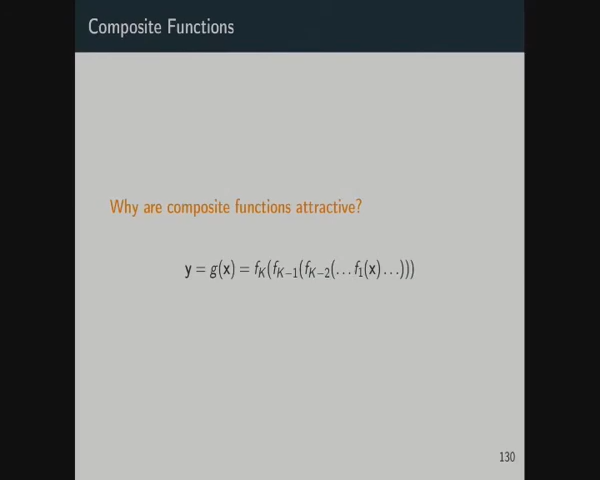 Composite Functions
Why are composite functions attractive?
y = g(x) = f_K(f_{K−1}(f_{K−2}(...f_1(x)...)))
130